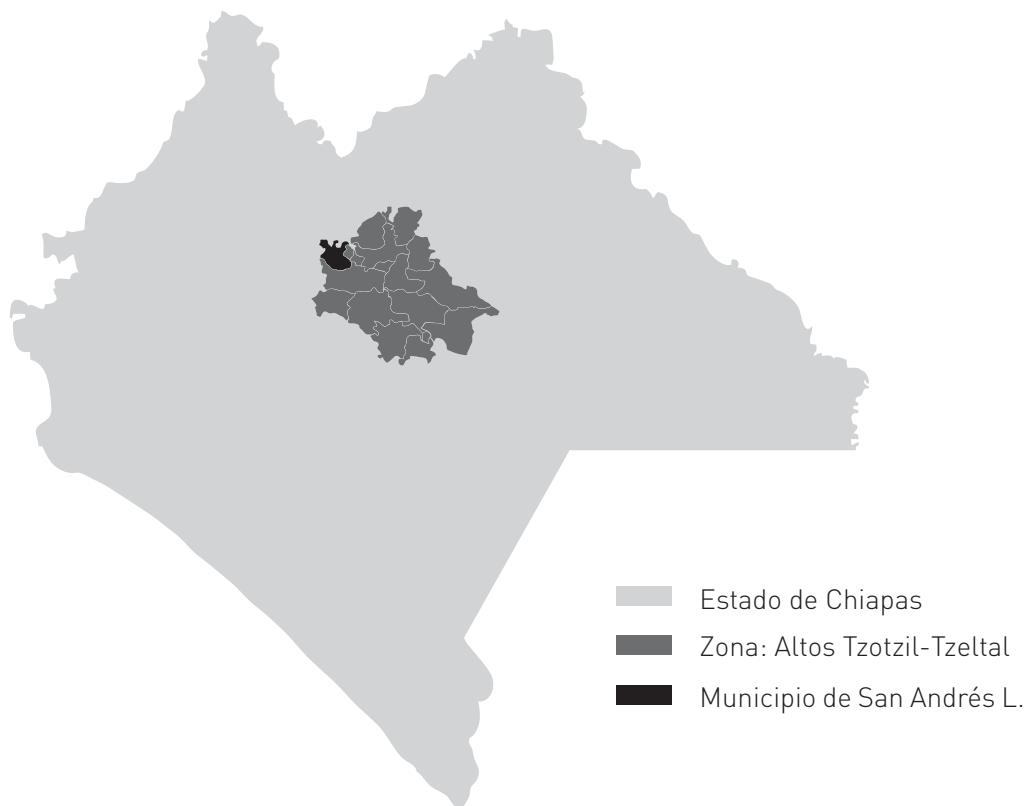 Estado de Chiapas
Zona: Altos Tzotzil-Tzeltal
Municipio de San Andrés L.